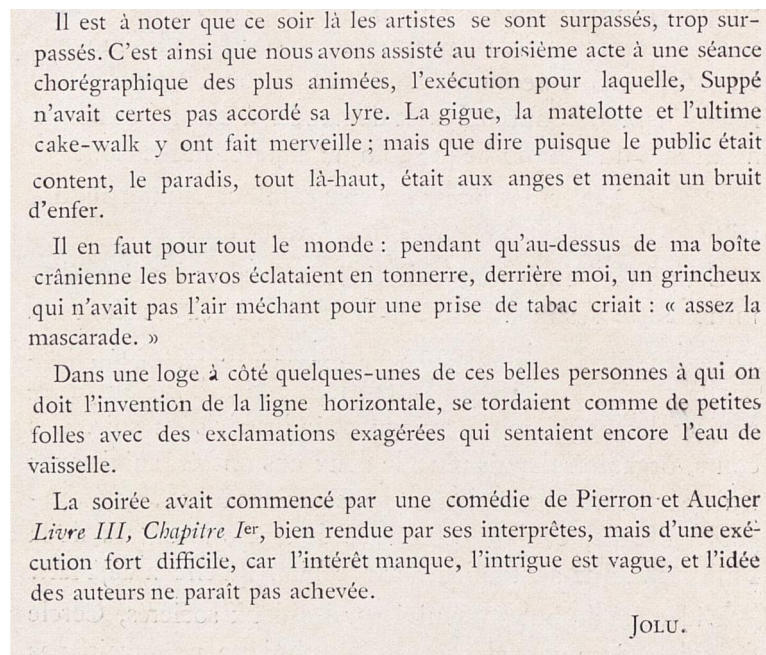 Il est à noter que ce soir là les artistes se sont surpassés, trop sur-
passés. C'est ainsi que nous avons assisté au troisième acte à une séance
chorégraphique des plus animées, l'exécution pour laquelle, Suppé
n'avait certes pas accordé sa lyre. La gigue, la matelotte et l'ultime
cake-walk y ont fait merveille ; mais que dire puisque le public était
content, le paradis, tout là-haut, était aux anges et menait un bruit
d'enfer.
Il en faut pour tout le monde : pendant qu'au-dessus de ma boîte
crânienne les bravos éclataient en tonnerre, derrière moi, un grincheux
qui n'avait pas l'air méchant pour une prise de tabac criait : « assez la
mascarade. »
Dans une loge à côté quelques-unes de ces belles personnes à qui on
doit l'invention de la ligne horizontale, se tordaient comme de petites
folles avec des exclamations exagérées qui sentaient encore l'eau de
vaisselle.
La soirée avait commencé par une comédie de Pierron et Aucher
Livre III, Chapitre Ier, bien rendue par ses interprêtes, mais d'une exé-
cution fort difficile, car l'intérêt manque, l'intrigue est vague, et l'idée
des auteurs ne paraît pas achevée.
JOLU.